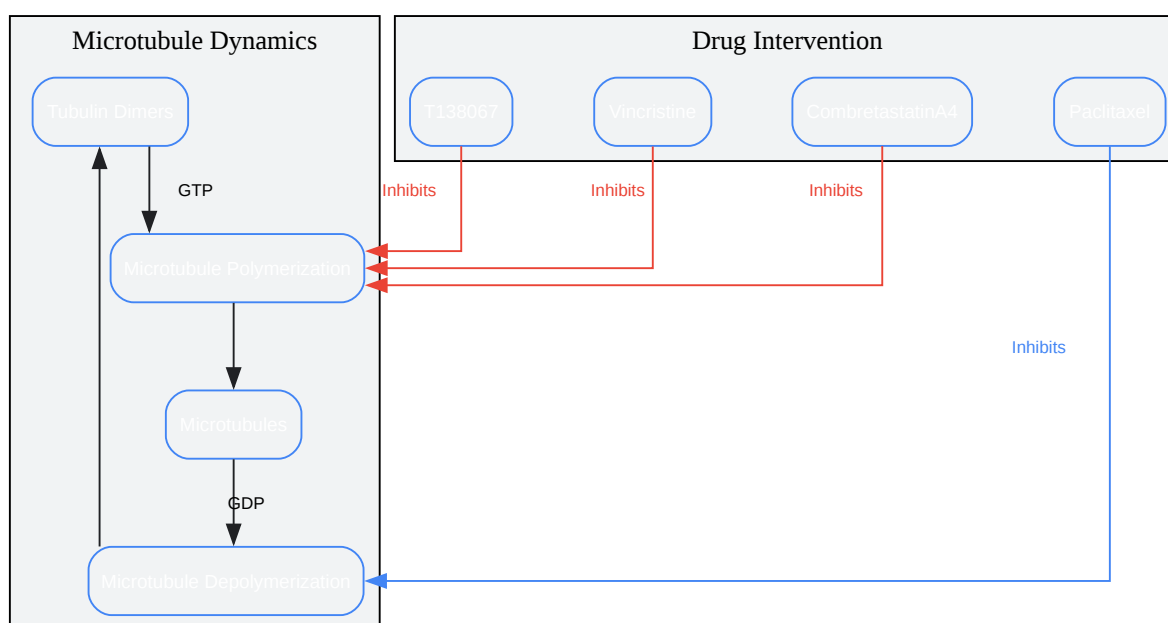 Microtubule Dynamics
Drug Intervention
Tubulin Dimers
T138067
Vincristine
CombretastatinA4
Paclitaxel
GTP
Inhibits
Inhibits
Inhibits
Microtubule Polymerization
Inhibits
Microtubules
GDP
Microtubule Depolymerization